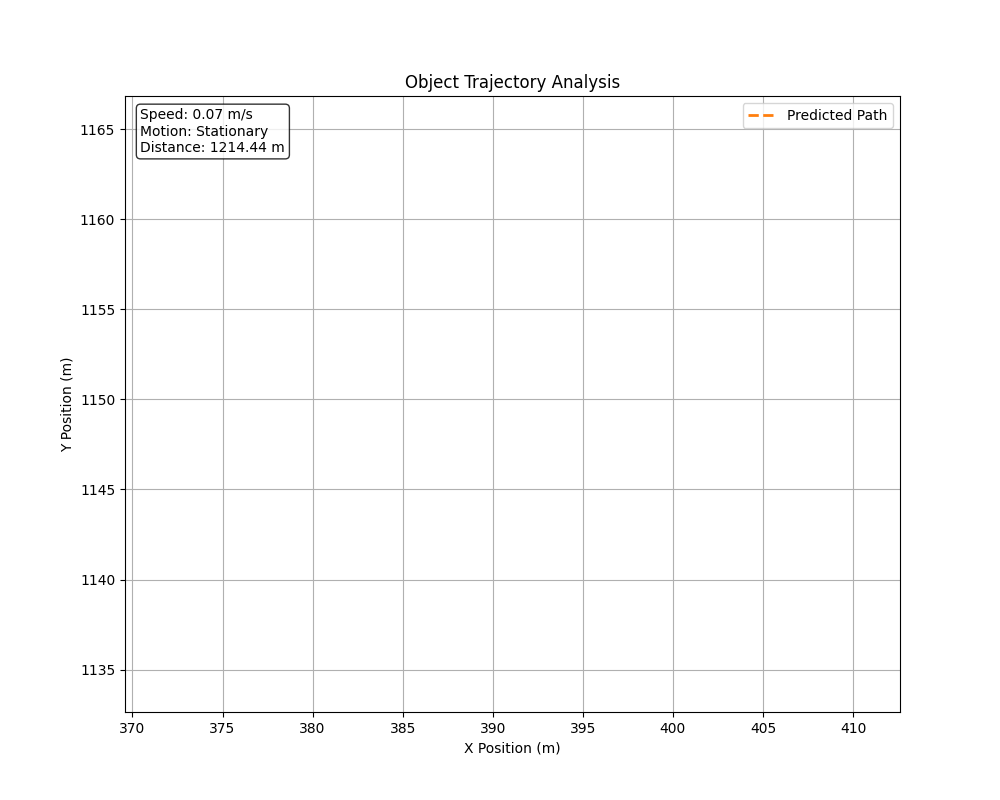 Object Trajectory Analysis
Speed: 0.07 m/s
Motion: Stationary
Distance: 1214.44 m
Predicted Path
1165
1160
1155
1150
1145
1140
1135
Y Position (m)
370 375 380 385 390 395 400 405 410
X Position (m)